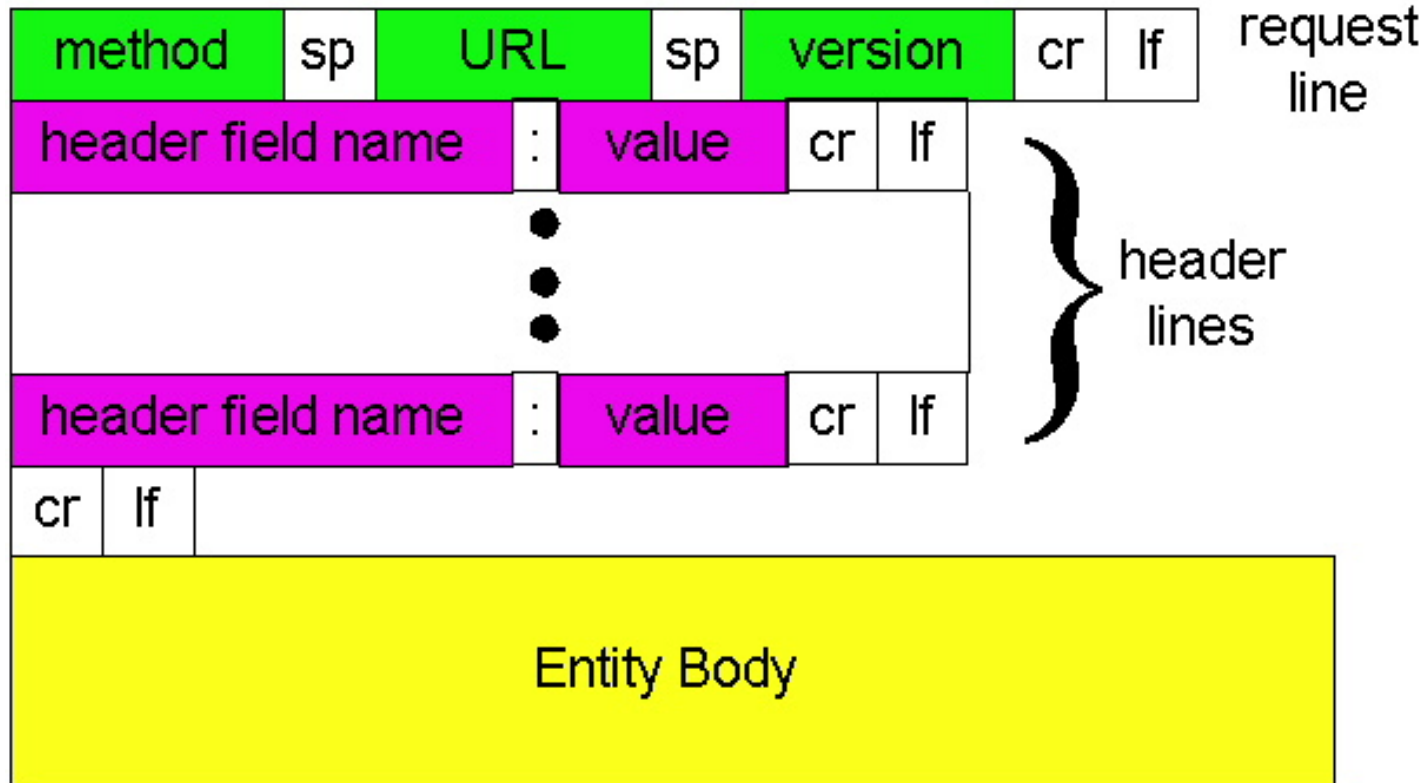 method sp URL sp version cr lf request line
header field name : value cr lf
header lines
header field name : value cr lf
cr lf
Entity Body